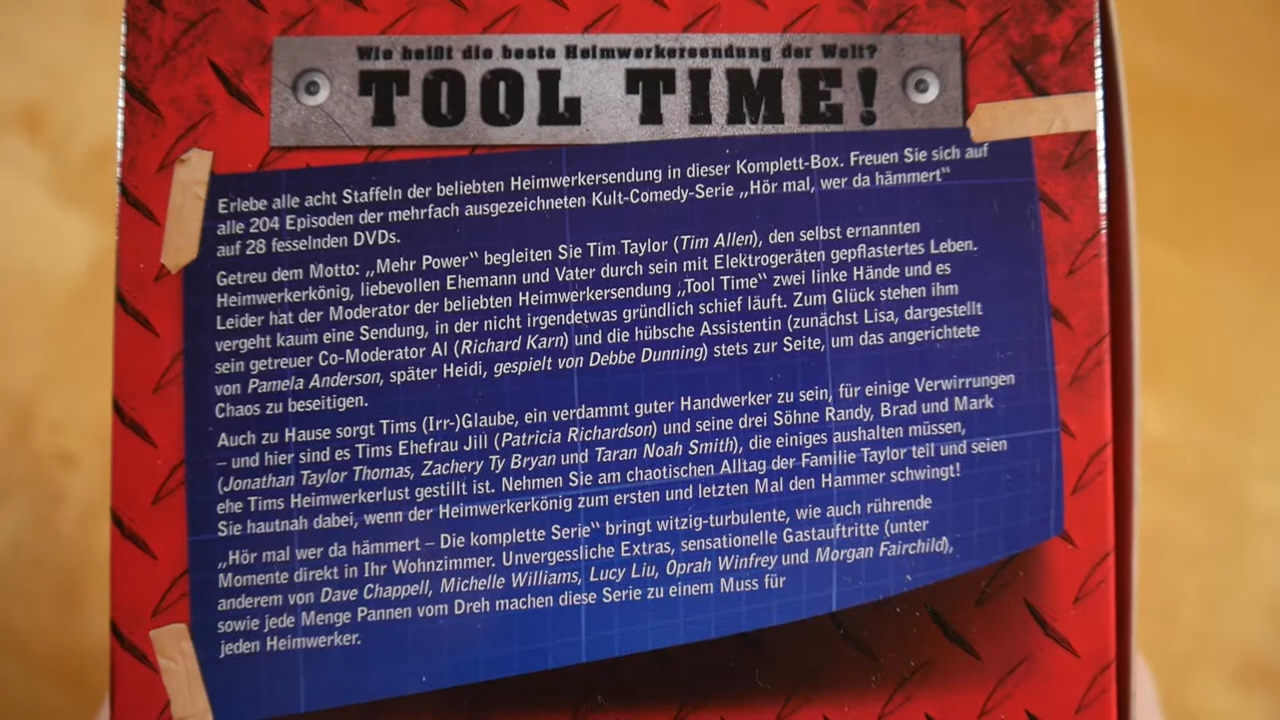 Wie heißt die beste Heimwerkersendung der Welt?
TOOL TIME!
Erlebe alle acht Staffeln der beliebten Heimwerkersendung in dieser Komplett-Box. Freuen Sie sich auf
alle 204 Episoden der mehrfach ausgezeichneten Kult-Comedy-Serie „Hör mal, wer da hämmert“
auf 28 fesselnden DVDs.
Getreu dem Motto: „Mehr Power“ begleiten Sie Tim Taylor (Tim Allen), den selbst ernannten
Heimwerkerkönig, liebevollen Ehemann und Vater durch sein mit Elektrogeräten gepflastertes Leben.
Leider hat der Moderator der beliebten Heimwerkersendung „Tool Time“ zwei linke Hände und es
vergeht kaum eine Sendung, in der nicht irgendetwas gründlich schief läuft. Zum Glück stehen ihm
sein getreuer Co-Moderator Al (Richard Karn) und die hübsche Assistentin (zunächst Lisa, dargestellt
von Pamela Anderson, später Heidi, gespielt von Debbe Dunning) stets zur Seite, um das angerichtete
Chaos zu beseitigen.
Auch zu Hause sorgt Tims (Irr-)Glaube, ein verdammt guter Handwerker zu sein, für einige Verwirrungen
– und hier sind es Tims Ehefrau Jill (Patricia Richardson) und seine drei Söhne Randy, Brad und Mark
(Jonathan Taylor Thomas, Zachery Ty Bryan und Taran Noah Smith), die einiges aushalten müssen,
ehe Tims Heimwerkerlust gestillt ist. Nehmen Sie am chaotischen Alltag der Familie Taylor teil und seien
Sie hautnah dabei, wenn der Heimwerkerkönig zum ersten und letzten Mal den Hammer schwingt!
„Hör mal wer da hämmert – Die komplette Serie“ bringt witzig-turbulente, wie auch rührende
Momente direkt in Ihr Wohnzimmer. Unvergessliche Extras, sensationelle Gastauftritte (unter
anderem von Dave Chappell, Michelle Williams, Lucy Liu, Oprah Winfrey und Morgan Fairchild),
sowie jede Menge Pannen vom Dreh machen diese Serie zu einem Muss für
jeden Heimwerker.